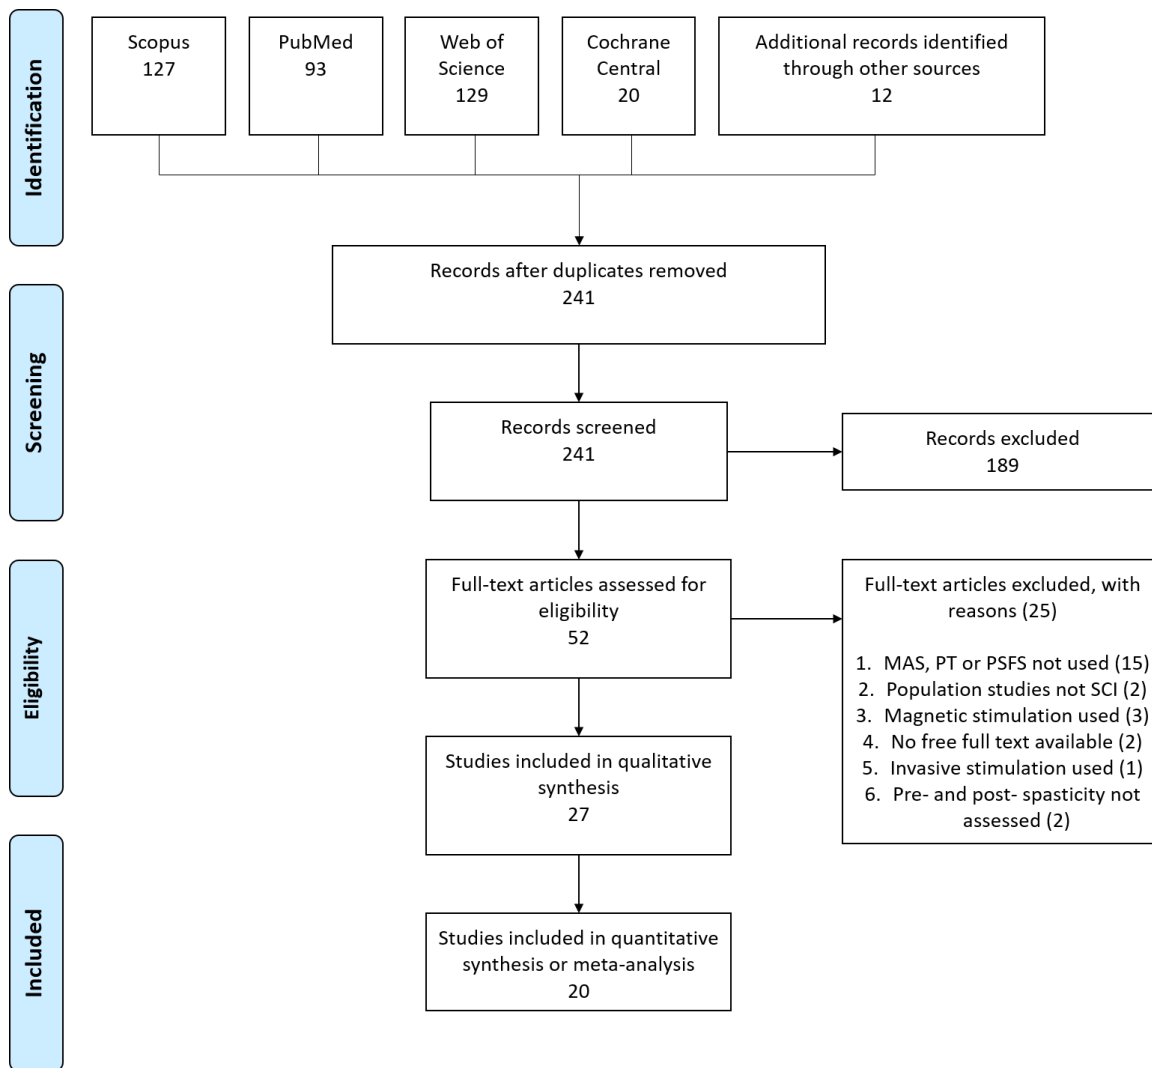 Identification
Scopus
127
PubMed
93
Web of
Science
129
Cochrane
Central
20
Additional records identified
through other sources
12
Records after duplicates removed
241
Screening
Records screened
241
Records excluded
189
Eligibility
Full-text articles assessed for
eligibility
52
Full-text articles excluded, with
reasons (25)
1. MAS, PT or PSFS not used (15)
2. Population studies not SCI (2)
3. Magnetic stimulation used (3)
4. No free full text available (2)
5. Invasive stimulation used (1)
6. Pre- and post- spasticity not
assessed (2)
Studies included in qualitative
synthesis
27
Included
Studies included in quantitative
synthesis or meta-analysis
20